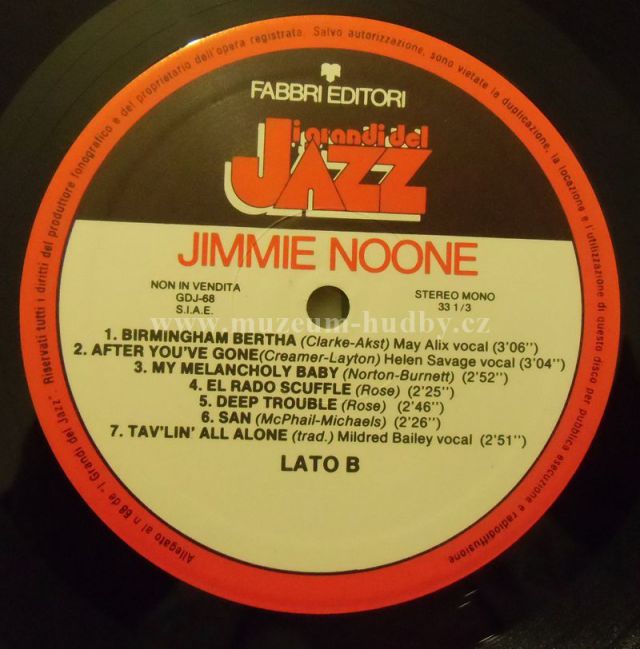 FABBRI EDITORI
i grandi del
JAZZ
JIMMIE NOONE
NON IN VENDITA
GDJ-68
S.I.A.E.
STEREO MONO
33 1/3
www.muzeum-hudby.cz
1. BIRMINGHAM BERTHA (Clarke-Akst) May Alix vocal (3'06'')
2. AFTER YOU'VE GONE(Creamer-Layton) Helen Savage vocal (3'04'')
3. MY MELANCHOLY BABY (Norton-Burnett) (2'52'')
4. EL RADO SCUFFLE (Rose) (2'25'')
5. DEEP TROUBLE (Rose) (2'46'')
6. SAN (McPhail-Michaels) (2'26'')
7. TAV'LIN' ALL ALONE (trad.) Mildred Bailey vocal (2'51'')
LATO B
Allegato al n 68 de "I Grandi del Jazz" · Riservati tutti i diritti del produttore fonografico e del proprietario dell'opera registrata. Salvo autorizzazione, sono vietate la duplicazione, la locazione e l'utilizzazione di questo disco per pubblica esecuzione e radiodiffusione